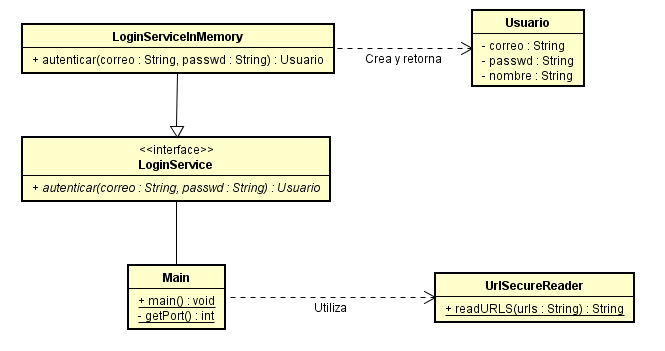 LoginServiceInMemory
+ autenticar(correo : String, passwd : String) : Usuario
Crea y retorna
Usuario
- correo : String
- passwd : String
- nombre : String
<<interface>>
LoginService
+ autenticar(correo : String, passwd : String) : Usuario
Main
+ main() : void
- getPort() : int
Utiliza
UrlSecureReader
+ readURLS(urls : String) : String